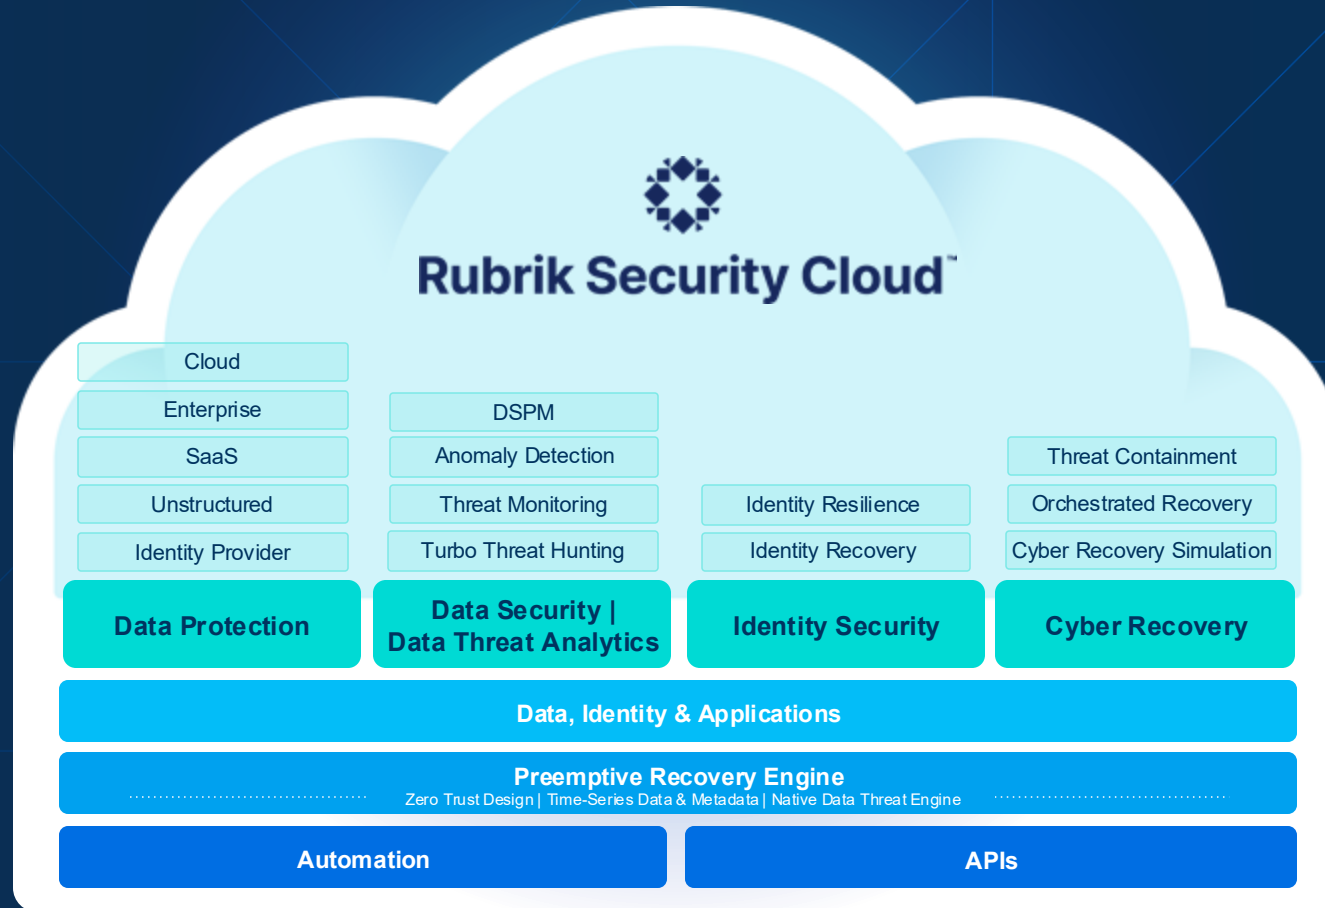 Rubrik Security Cloud™
Cloud
Enterprise
SaaS
Unstructured
Identity Provider
Data Protection
DSPM
Anomaly Detection
Threat Monitoring
Turbo Threat Hunting
Data Security |
Data Threat Analytics
Identity Resilience
Identity Recovery
Identity Security
Threat Containment
Orchestrated Recovery
Cyber Recovery Simulation
Cyber Recovery
Data, Identity & Applications
Preemptive Recovery Engine
Zero Trust Design | Time-Series Data & Metadata | Native Data Threat Engine
Automation
APIs